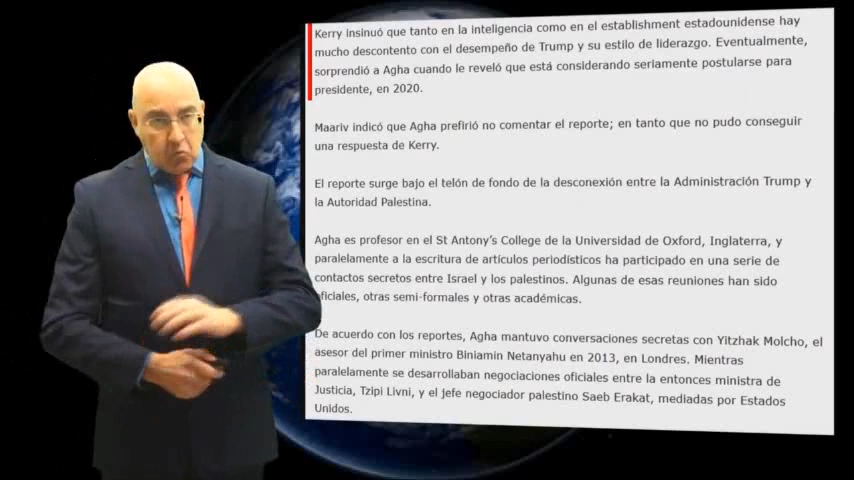 Kerry insinuó que tanto en la inteligencia como en el establishment estadounidense hay
mucho descontento con el desempeño de Trump y su estilo de liderazgo. Eventualmente,
sorprendió a Agha cuando le reveló que está considerando seriamente postularse para
presidente, en 2020.
Maariv indicó que Agha prefirió no comentar el reporte; en tanto que no pudo conseguir
una respuesta de Kerry.
El reporte surge bajo el telón de fondo de la desconexión entre la Administración Trump y
la Autoridad Palestina.
Agha es profesor en el St Antony’s College de la Universidad de Oxford, Inglaterra, y
paralelamente a la escritura de artículos periodísticos ha participado en una serie de
contactos secretos entre Israel y los palestinos. Algunas de esas reuniones han sido
oficiales, otras semi-formales y otras académicas.
De acuerdo con los reportes, Agha mantuvo conversaciones secretas con Yitzhak Molcho, el
asesor del primer ministro Biniamín Netanyahu en 2013, en Londres. Mientras
paralelamente se desarrollaban negociaciones oficiales entre la entonces ministra de
Justicia, Tzipi Livni, y el jefe negociador palestino Saeb Erakat, mediadas por Estados
Unidos.